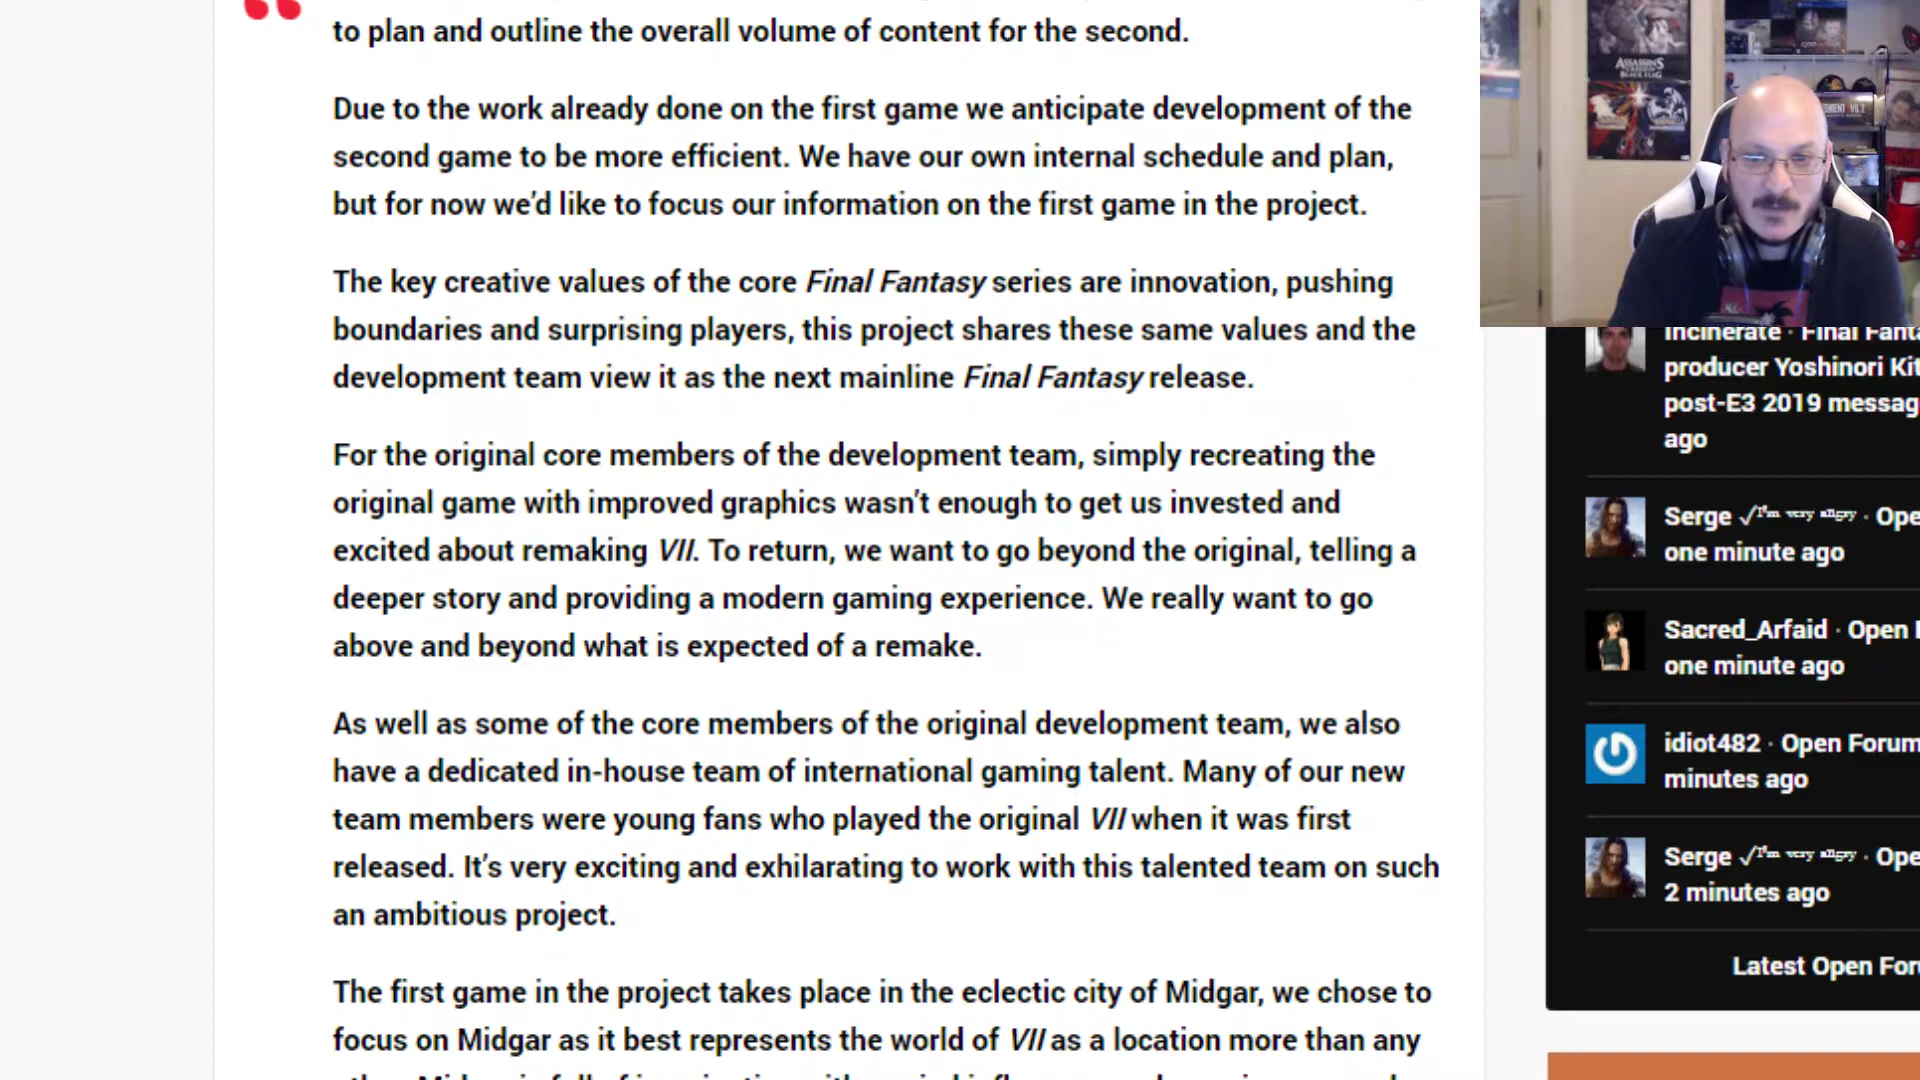 to plan and outline the overall volume of content for the second.
Due to the work already done on the first game we anticipate development of the
second game to be more efficient. We have our own internal schedule and plan,
but for now we’d like to focus our information on the first game in the project.
The key creative values of the core Final Fantasy series are innovation, pushing
boundaries and surprising players, this project shares these same values and the
development team view it as the next mainline Final Fantasy release.
For the original core members of the development team, simply recreating the
original game with improved graphics wasn’t enough to get us invested and
excited about remaking VII. To return, we want to go beyond the original, telling a
deeper story and providing a modern gaming experience. We really want to go
above and beyond what is expected of a remake.
As well as some of the core members of the original development team, we also
have a dedicated in-house team of international gaming talent. Many of our new
team members were young fans who played the original VII when it was first
released. It’s very exciting and exhilarating to work with this talented team on such
an ambitious project.
The first game in the project takes place in the eclectic city of Midgar, we chose to
focus on Midgar as it best represents the world of VII as a location more than any
ASSASSIN'S
CREED
BLACK FLAG
Incinerate · Final Fanta
producer Yoshinori Kit
post-E3 2019 messag
ago
Serge √I'm very angry · Ope
one minute ago
Sacred_Arfaid · Open
one minute ago
idiot482 · Open Forum
minutes ago
Serge √I'm very angry · Ope
2 minutes ago
Latest Open For